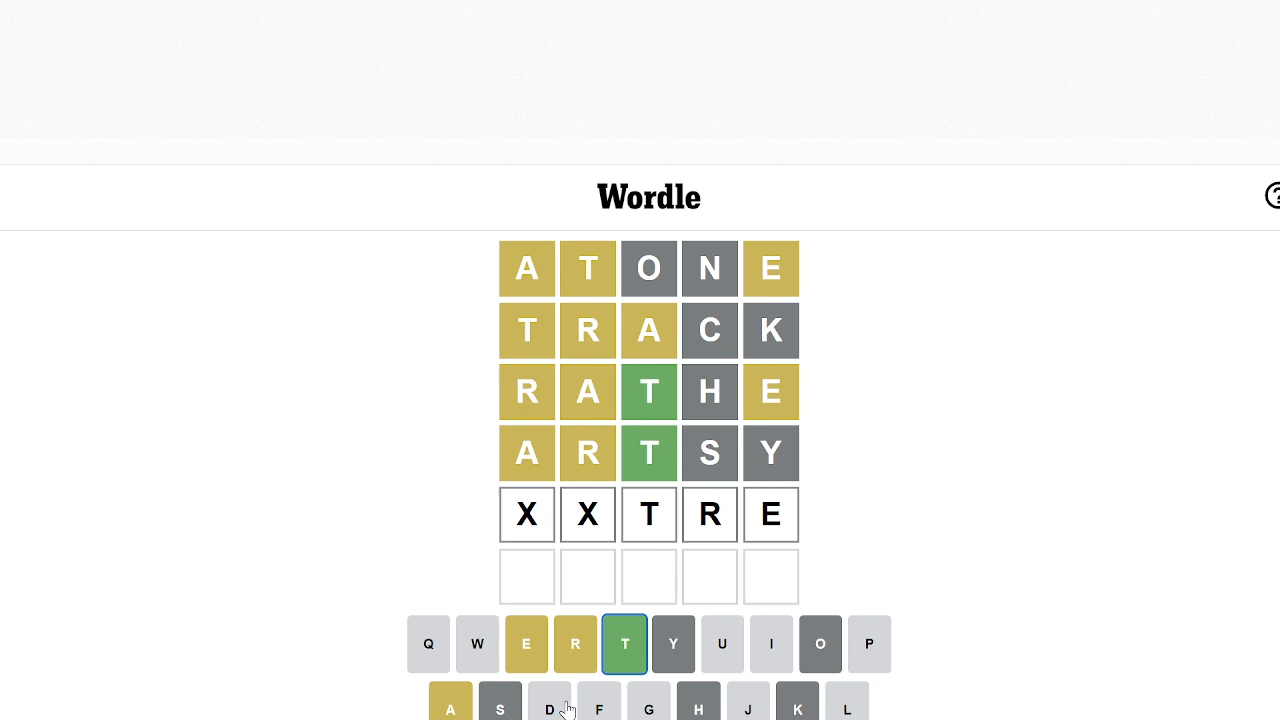 ?
Wordle
A T O N E
T R A C K
R A T H E
A R T S Y
X X T R E
Q W E R T Y U I O P
A S D F G H J K L